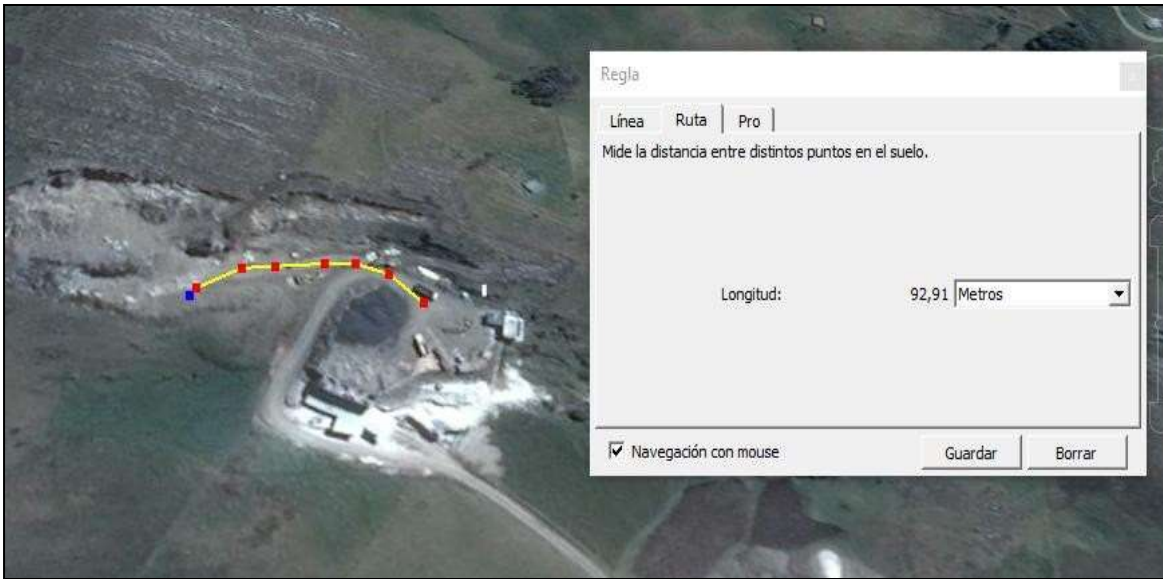 Regla
Línea Ruta Pro
Mide la distancia entre distintos puntos en el suelo.
Longitud: 92,91 Metros
Navegación con mouse Guardar Borrar